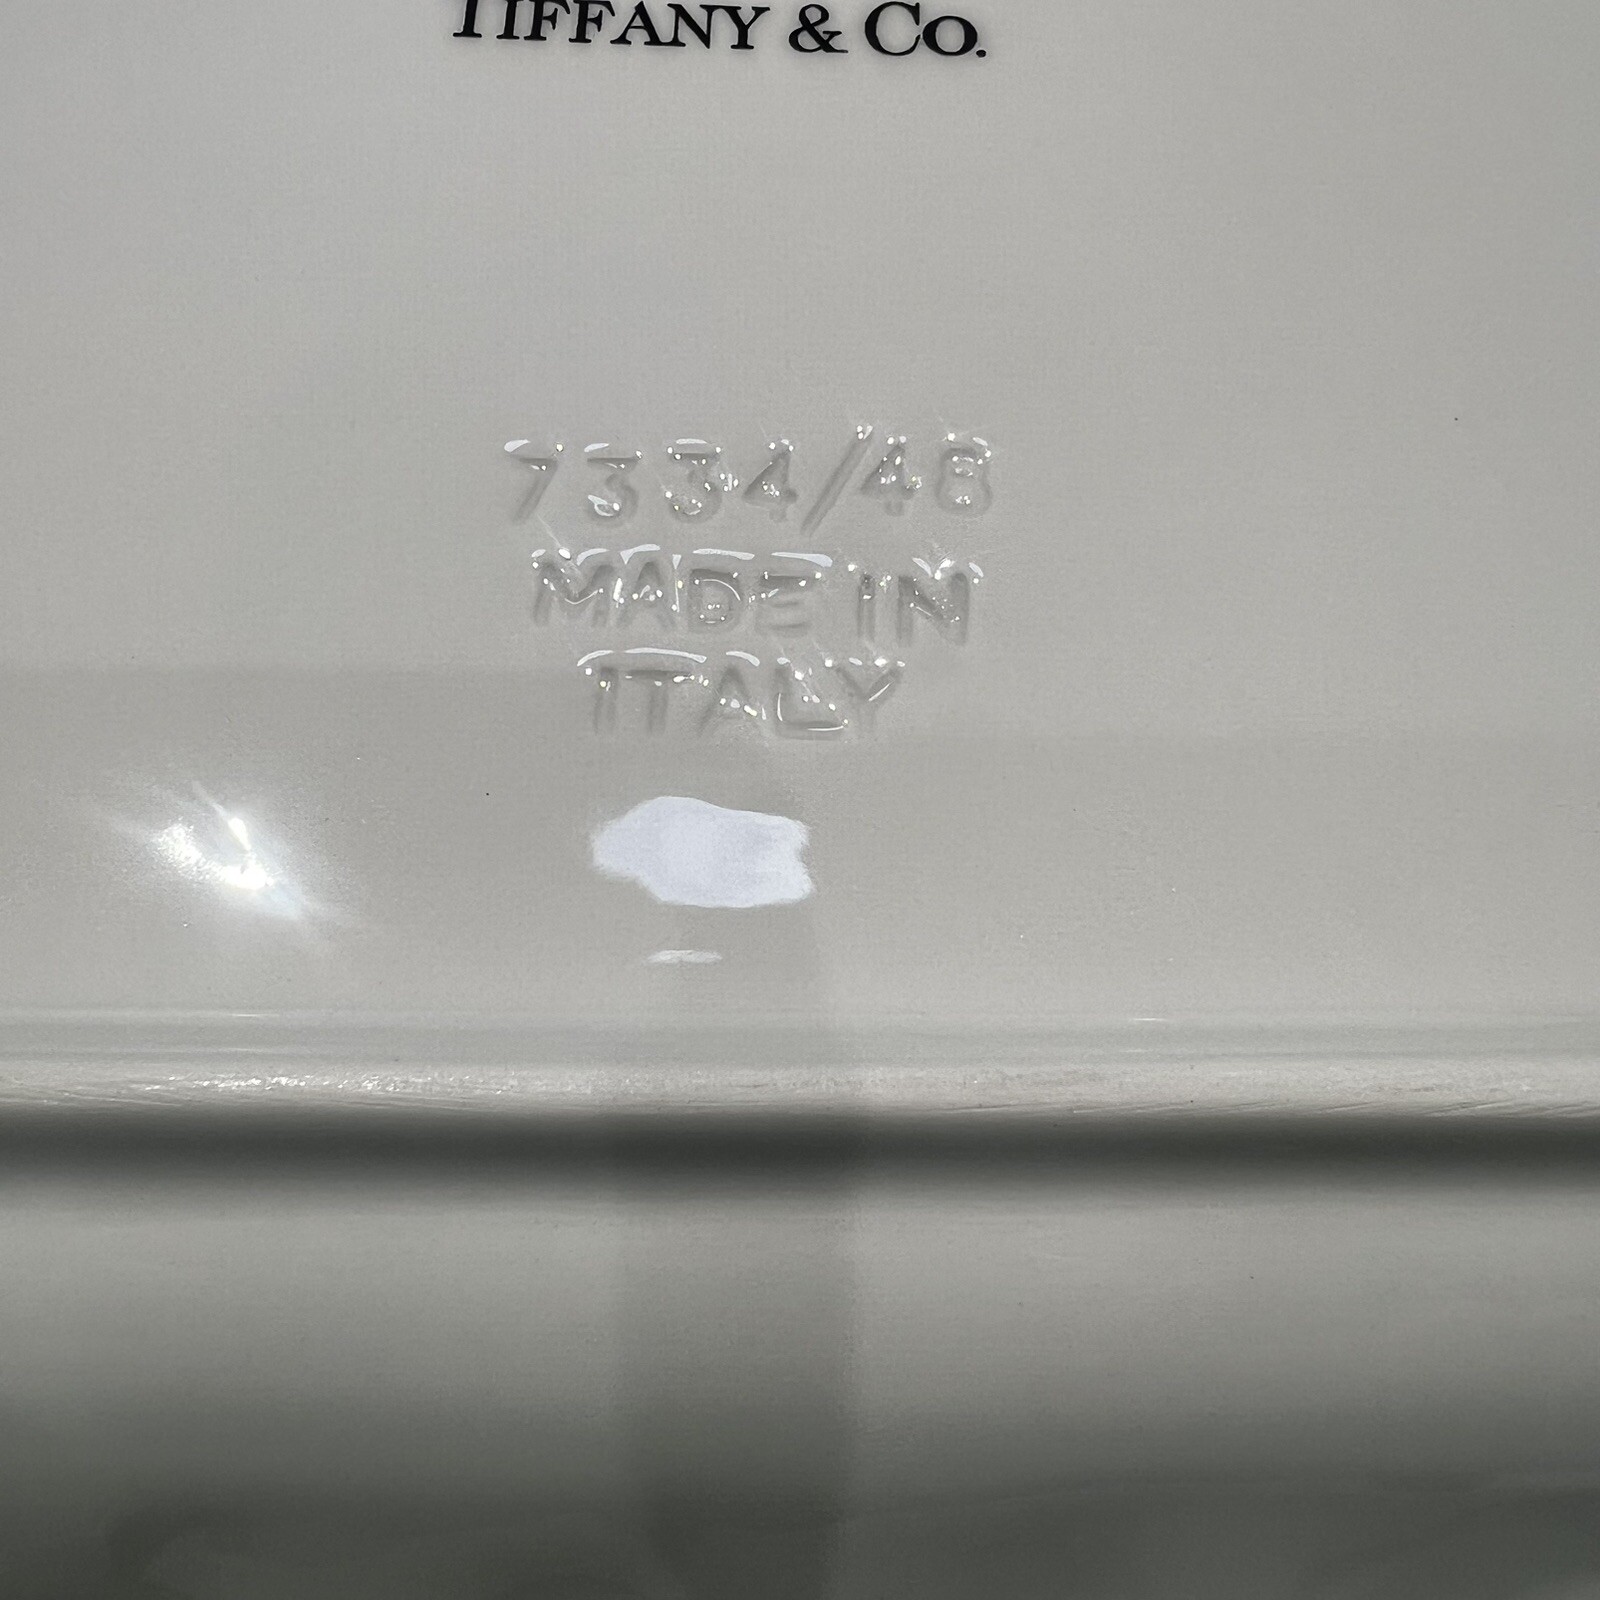 TIFFANY & CO.
7334/48
MADE IN
ITALY